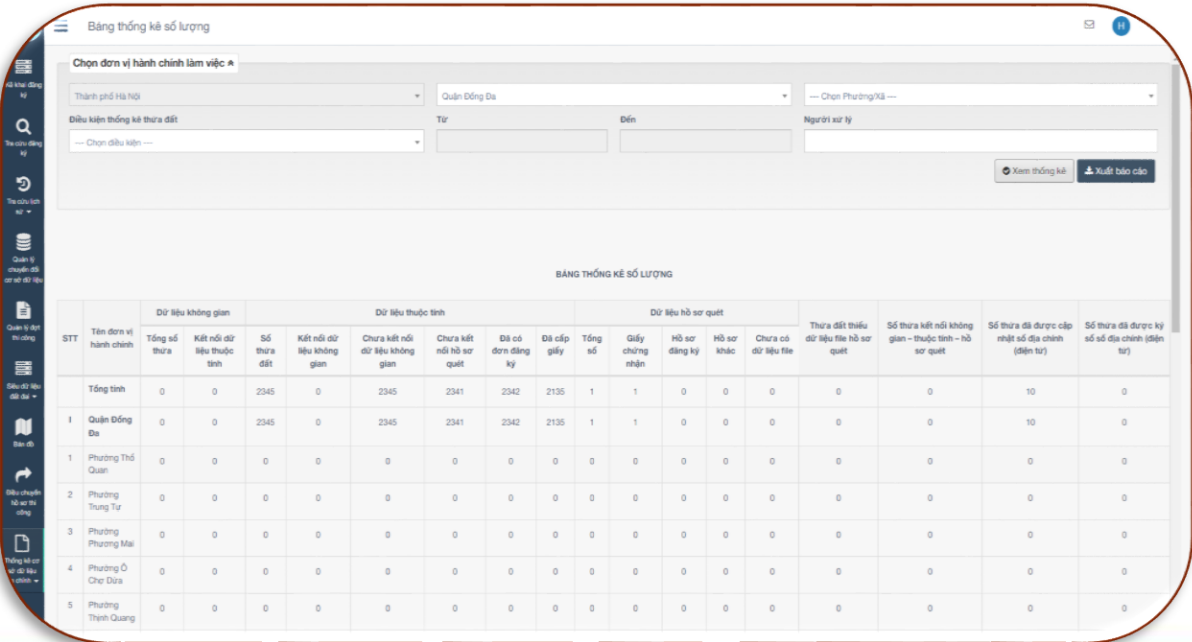 Bảng thống kê số lượng
H
Chọn đơn vị hành chính làm việc
Thành phố Hà Nội
Quận Đống Đa
--- Chọn Phường/Xã ---
Điều kiện thống kê thửa đất
Từ
Đến
Người xử lý
--- Chọn điều kiện ---
Xem thống kê
Xuất báo cáo
Kê khai đăng
ký
Tra cứu đăng
ký
Tra cứu lịch
sử
Quản lý
chuyển đổi
cơ sở dữ liệu
Quản lý đợt
thi công
Siêu dữ liệu
đất đai
Bản đồ
Điều chuyển
hồ sơ thi
công
Thống kê cơ
sở dữ liệu
chính
BẢNG THỐNG KÊ SỐ LƯỢNG
STT
Tên đơn vị
hành chính
Dữ liệu không gian
Tổng số
thửa
Kết nối dữ
liệu thuộc
tính
Dữ liệu thuộc tính
Số
thửa
đất
Kết nối dữ
liệu không
gian
Chưa kết nối
dữ liệu không
gian
Chưa kết
nối hồ sơ
quét
Đã có
đơn đăng
ký
Đã cấp
giấy
Dữ liệu hồ sơ quét
Tổng
số
Giấy
chứng
nhận
Hồ sơ
đăng ký
Hồ sơ
khác
Chưa có
dữ liệu file
Thửa đất thiếu
dữ liệu file hồ sơ
quét
Số thửa kết nối không
gian – thuộc tính – hồ
sơ quét
Số thửa đã được cập
nhật sổ địa chính
(điện tử)
Số thửa đã được ký
số sổ địa chính (điện
tử)
Tổng tỉnh 0 0 2345 0 2345 2341 2342 2135 1 1 0 0 0 0 0 10 0
I Quận Đống
Đa 0 0 2345 0 2345 2341 2342 2135 1 1 0 0 0 0 0 10 0
1 Phường Thổ
Quan 0 0 0 0 0 0 0 0 0 0 0 0 0 0 0 0 0
2 Phường
Trung Tự 0 0 0 0 0 0 0 0 0 0 0 0 0 0 0 0 0
3 Phường
Phương Mai 0 0 0 0 0 0 0 0 0 0 0 0 0 0 0 0 0
4 Phường Ô
Chợ Dừa 0 0 0 0 0 0 0 0 0 0 0 0 0 0 0 0 0
5 Phường
Thịnh Quang 0 0 0 0 0 0 0 0 0 0 0 0 0 0 0 0 0